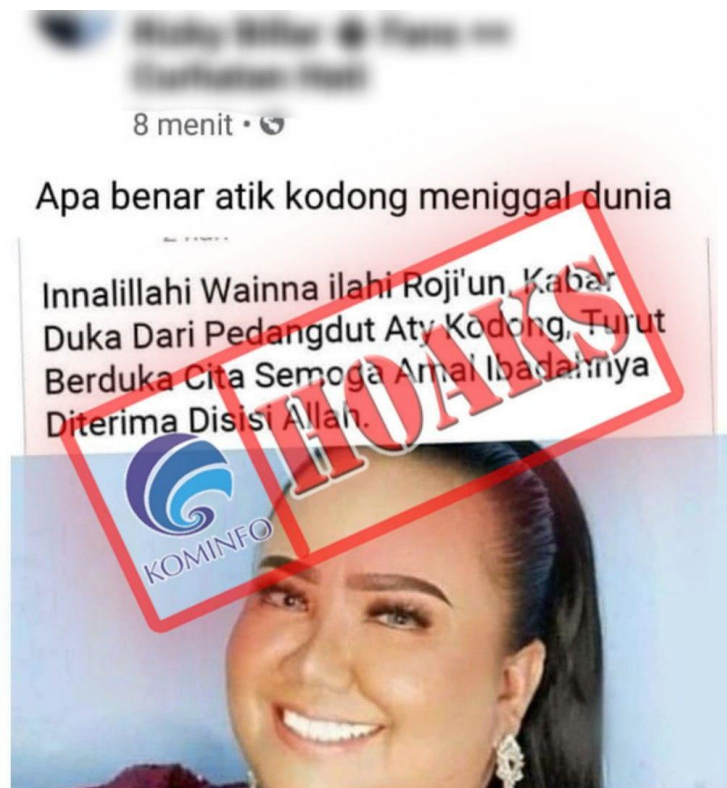 8 menit
Apa benar atik kodong meniggal dunia
Innalillahi Wainna ilahi Roji'un, Kabar
Duka Dari Pedangdut Aty Kodong, Turut
Berduka Cita Semoga Amal Ibadahnya
Diterima Disisi Allah.
HOAKS
KOMINFO